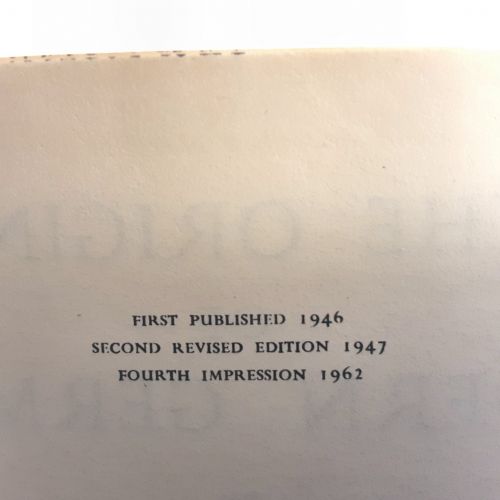 FIRST PUBLISHED 1946
SECOND REVISED EDITION 1947
FOURTH IMPRESSION 1962